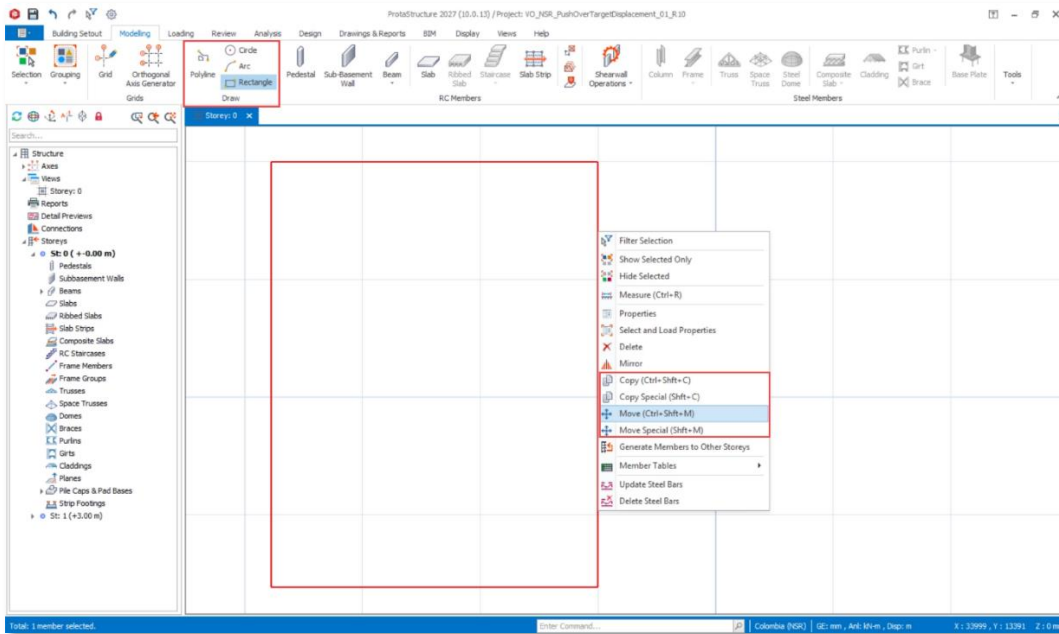 ProtaStructure 2027 (10.0.13) / Project: VO_NSR_PushOverTargetDisplacement_01_R10
Building Setout Modelling Loading Review Analysis Design Drawings & Reports BIM Display Views Help
Selection Grouping Grid Orthogonal Axis Generator
Grids
Polyline Circle
Arc
Rectangle
Draw
Pedestal Sub-Basement Wall Beam Slab Ribbed Slab Staircase Slab Strip
RC Members
Shearwall Operations
Column Frame Truss Space Truss Steel Dome Composite Slab Cladding
Purlin
Girt
Brace
Base Plate
Steel Members
Tools
Storey: 0
Search...
Structure
Axes
Views
Storey: 0
Reports
Detail Previews
Connections
Storeys
St: 0 ( +-0.00 m)
Pedestals
Subbasement Walls
Beams
Slabs
Ribbed Slabs
Slab Strips
Composite Slabs
RC Staircases
Frame Members
Frame Groups
Trusses
Space Trusses
Domes
Braces
Purlins
Girts
Claddings
Planes
Pile Caps & Pad Bases
Strip Footings
St: 1 (+3.00 m)
Filter Selection
Show Selected Only
Hide Selected
Measure (Ctrl+R)
Properties
Select and Load Properties
Delete
Mirror
Copy (Ctrl+Shft+C)
Copy Special (Shft+C)
Move (Ctrl+Shft+M)
Move Special (Shft+M)
Generate Members to Other Storeys
Member Tables
Update Steel Bars
Delete Steel Bars
Total: 1 member selected.
Enter Command...
Colombia (NSR) GE: mm , Anl: kN-m , Disp: m X : 33999 , Y : 13391 Z : 0 m